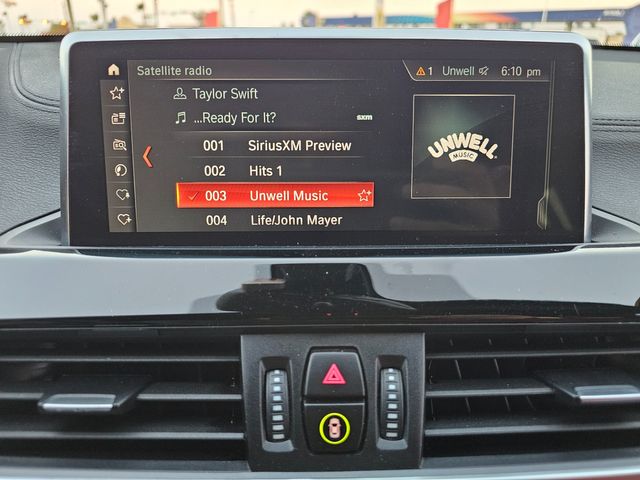 Satellite radio
1 Unwell 6:10 pm
Taylor Swift
...Ready For It?
sxm
001 SiriusXM Preview
002 Hits 1
003 Unwell Music
004 Life/John Mayer
UNWELL
MUSIC